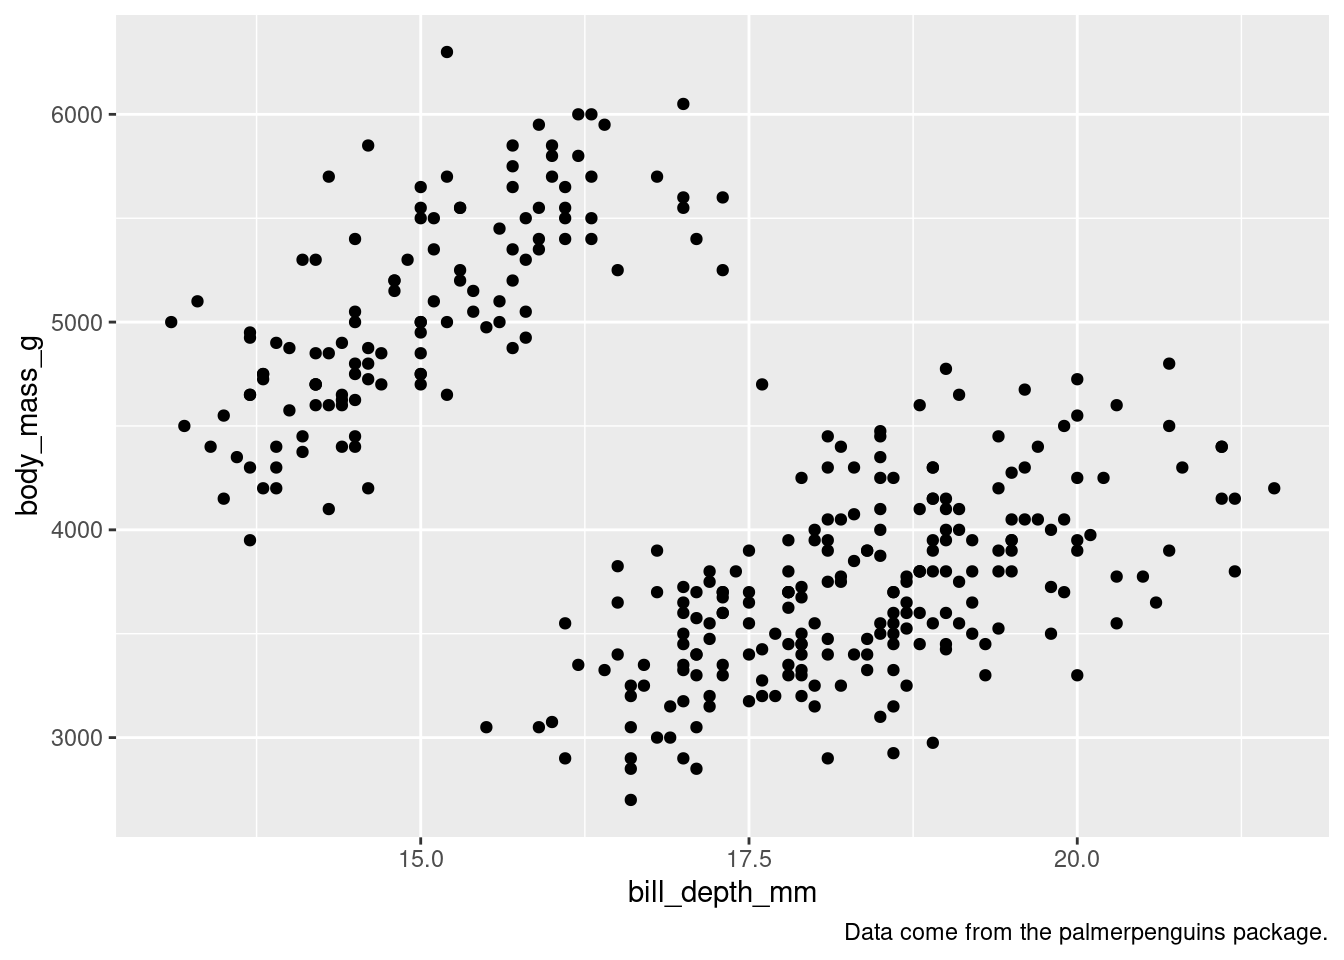 6000
5000
4000
3000
body_mass_g
15.0 17.5 20.0
bill_depth_mm
Data come from the palmerpenguins package.